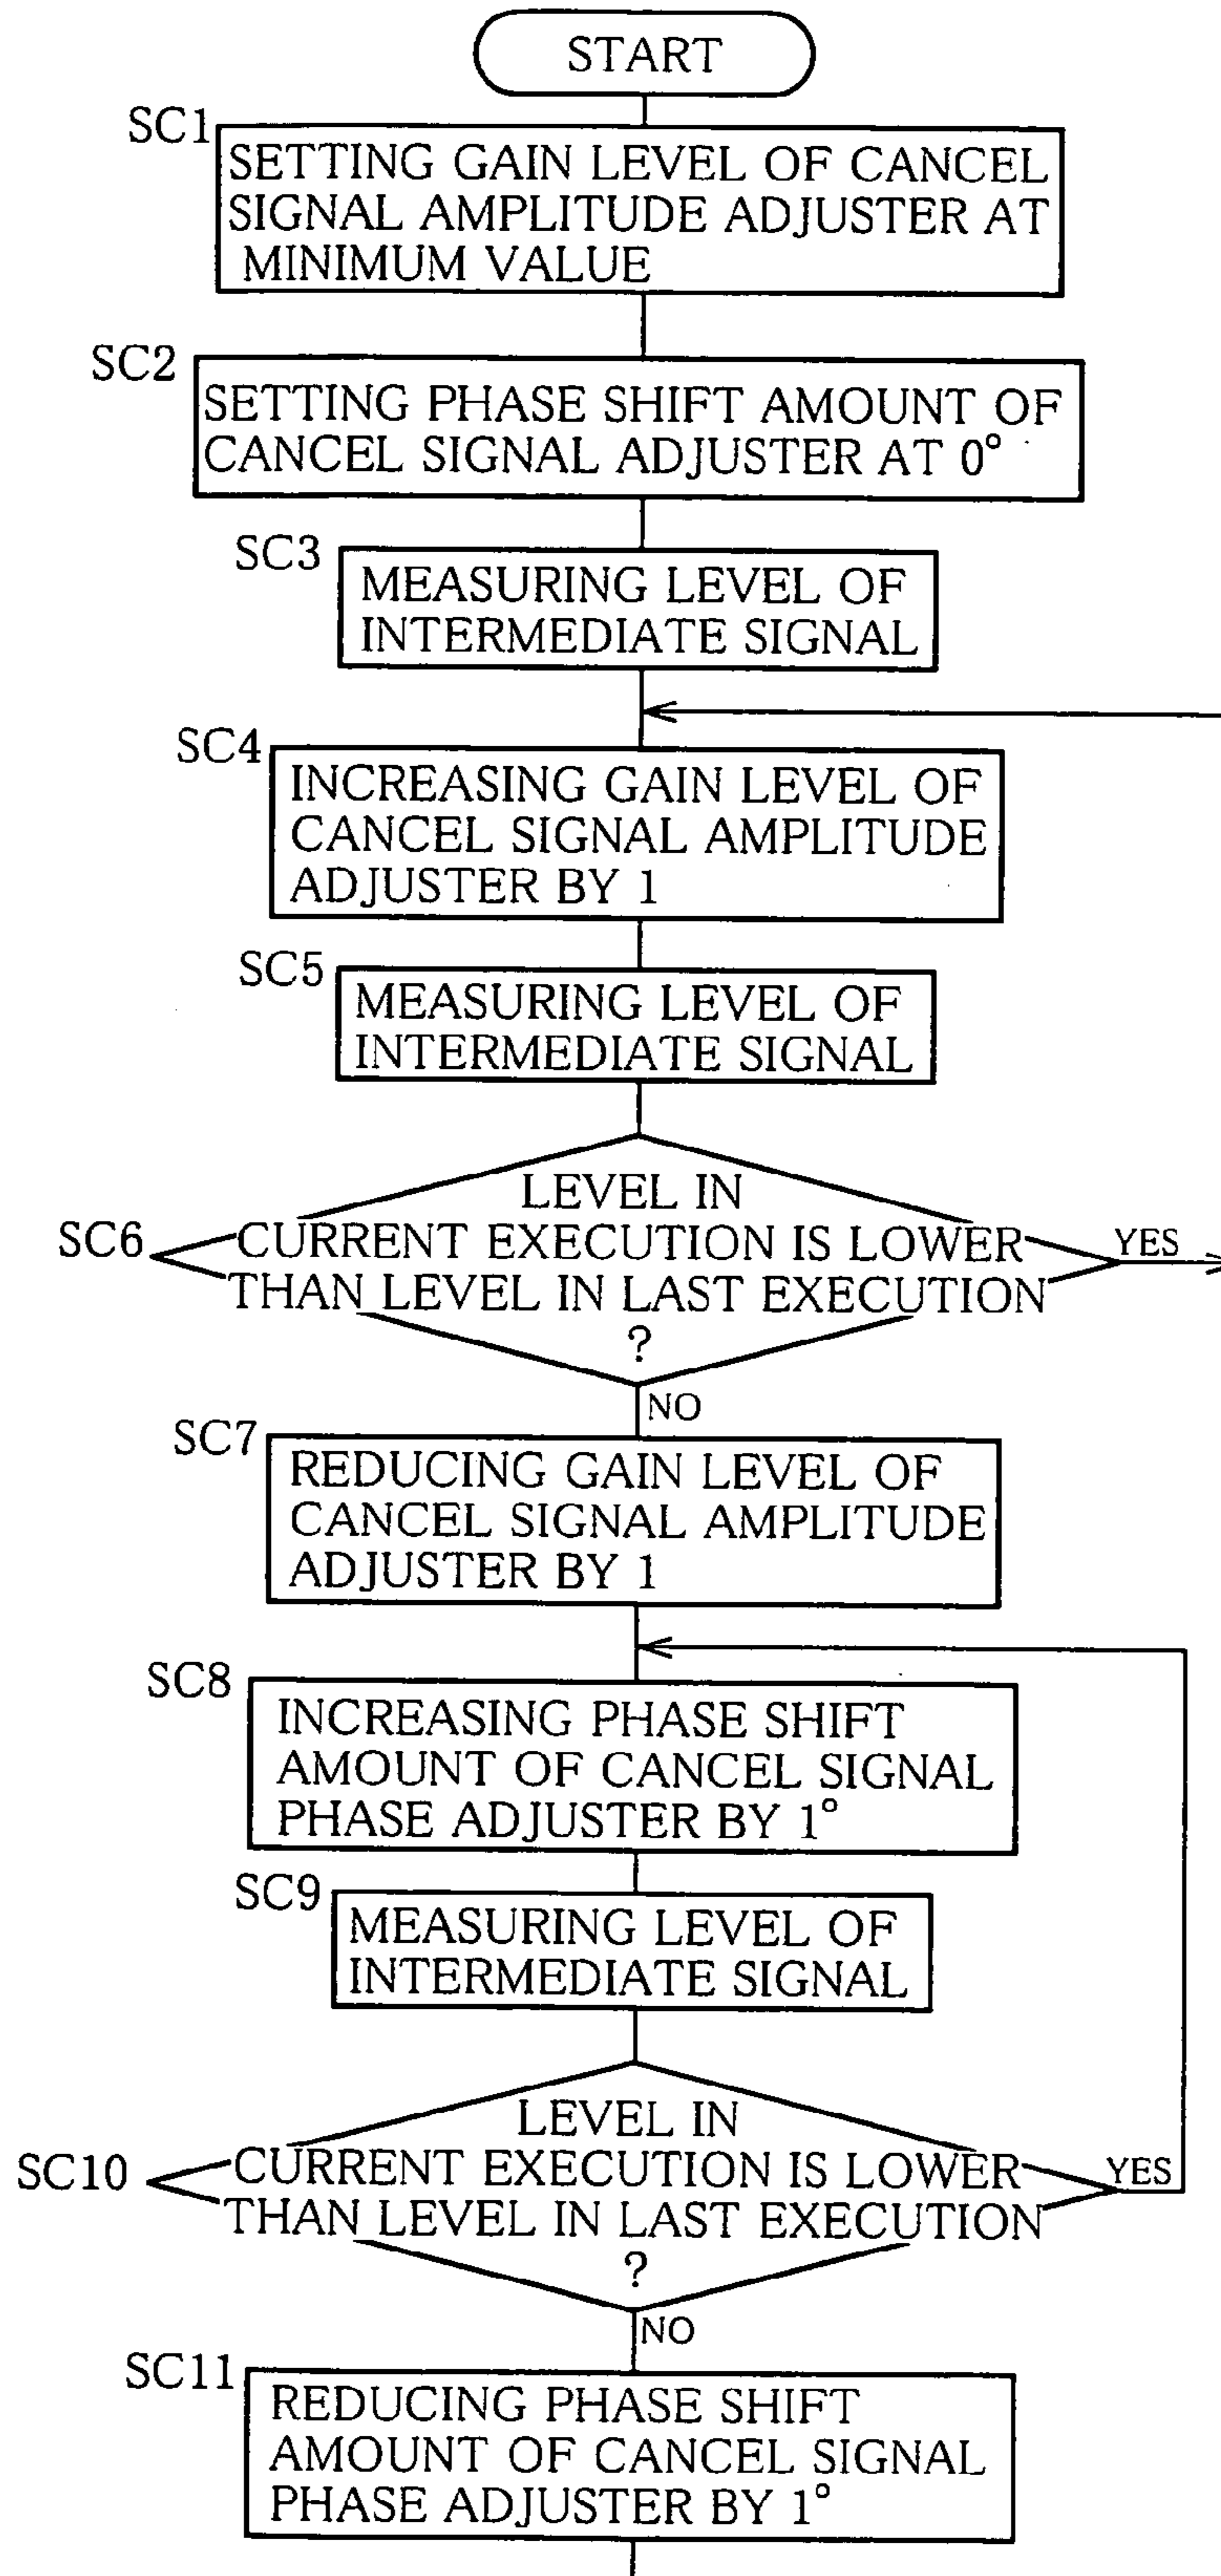 START
SC1
SETTING GAIN LEVEL OF CANCEL
SIGNAL AMPLITUDE ADJUSTER AT
MINIMUM VALUE
SC2
SETTING PHASE SHIFT AMOUNT OF
CANCEL SIGNAL ADJUSTER AT 0°
SC3
MEASURING LEVEL OF
INTERMEDIATE SIGNAL
SC4
INCREASING GAIN LEVEL OF
CANCEL SIGNAL AMPLITUDE
ADJUSTER BY 1
SC5
MEASURING LEVEL OF
INTERMEDIATE SIGNAL
SC6
LEVEL IN
CURRENT EXECUTION IS LOWER
THAN LEVEL IN LAST EXECUTION
?
YES
NO
SC7
REDUCING GAIN LEVEL OF
CANCEL SIGNAL AMPLITUDE
ADJUSTER BY 1
SC8
INCREASING PHASE SHIFT
AMOUNT OF CANCEL SIGNAL
PHASE ADJUSTER BY 1°
SC9
MEASURING LEVEL OF
INTERMEDIATE SIGNAL
SC10
LEVEL IN
CURRENT EXECUTION IS LOWER
THAN LEVEL IN LAST EXECUTION
?
YES
NO
SC11
REDUCING PHASE SHIFT
AMOUNT OF CANCEL SIGNAL
PHASE ADJUSTER BY 1°